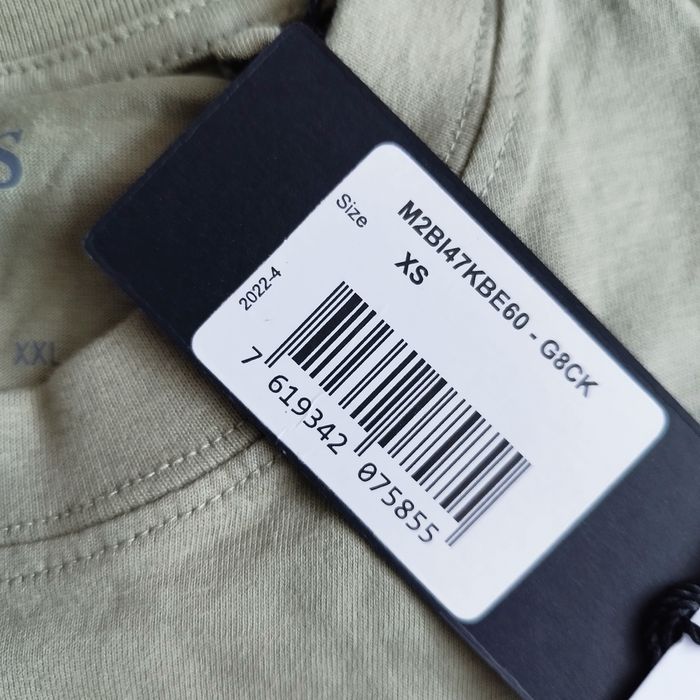 S
XXL
M2BI47KBE60 - G8CK
Size XS
2022-4
7 619342 075855